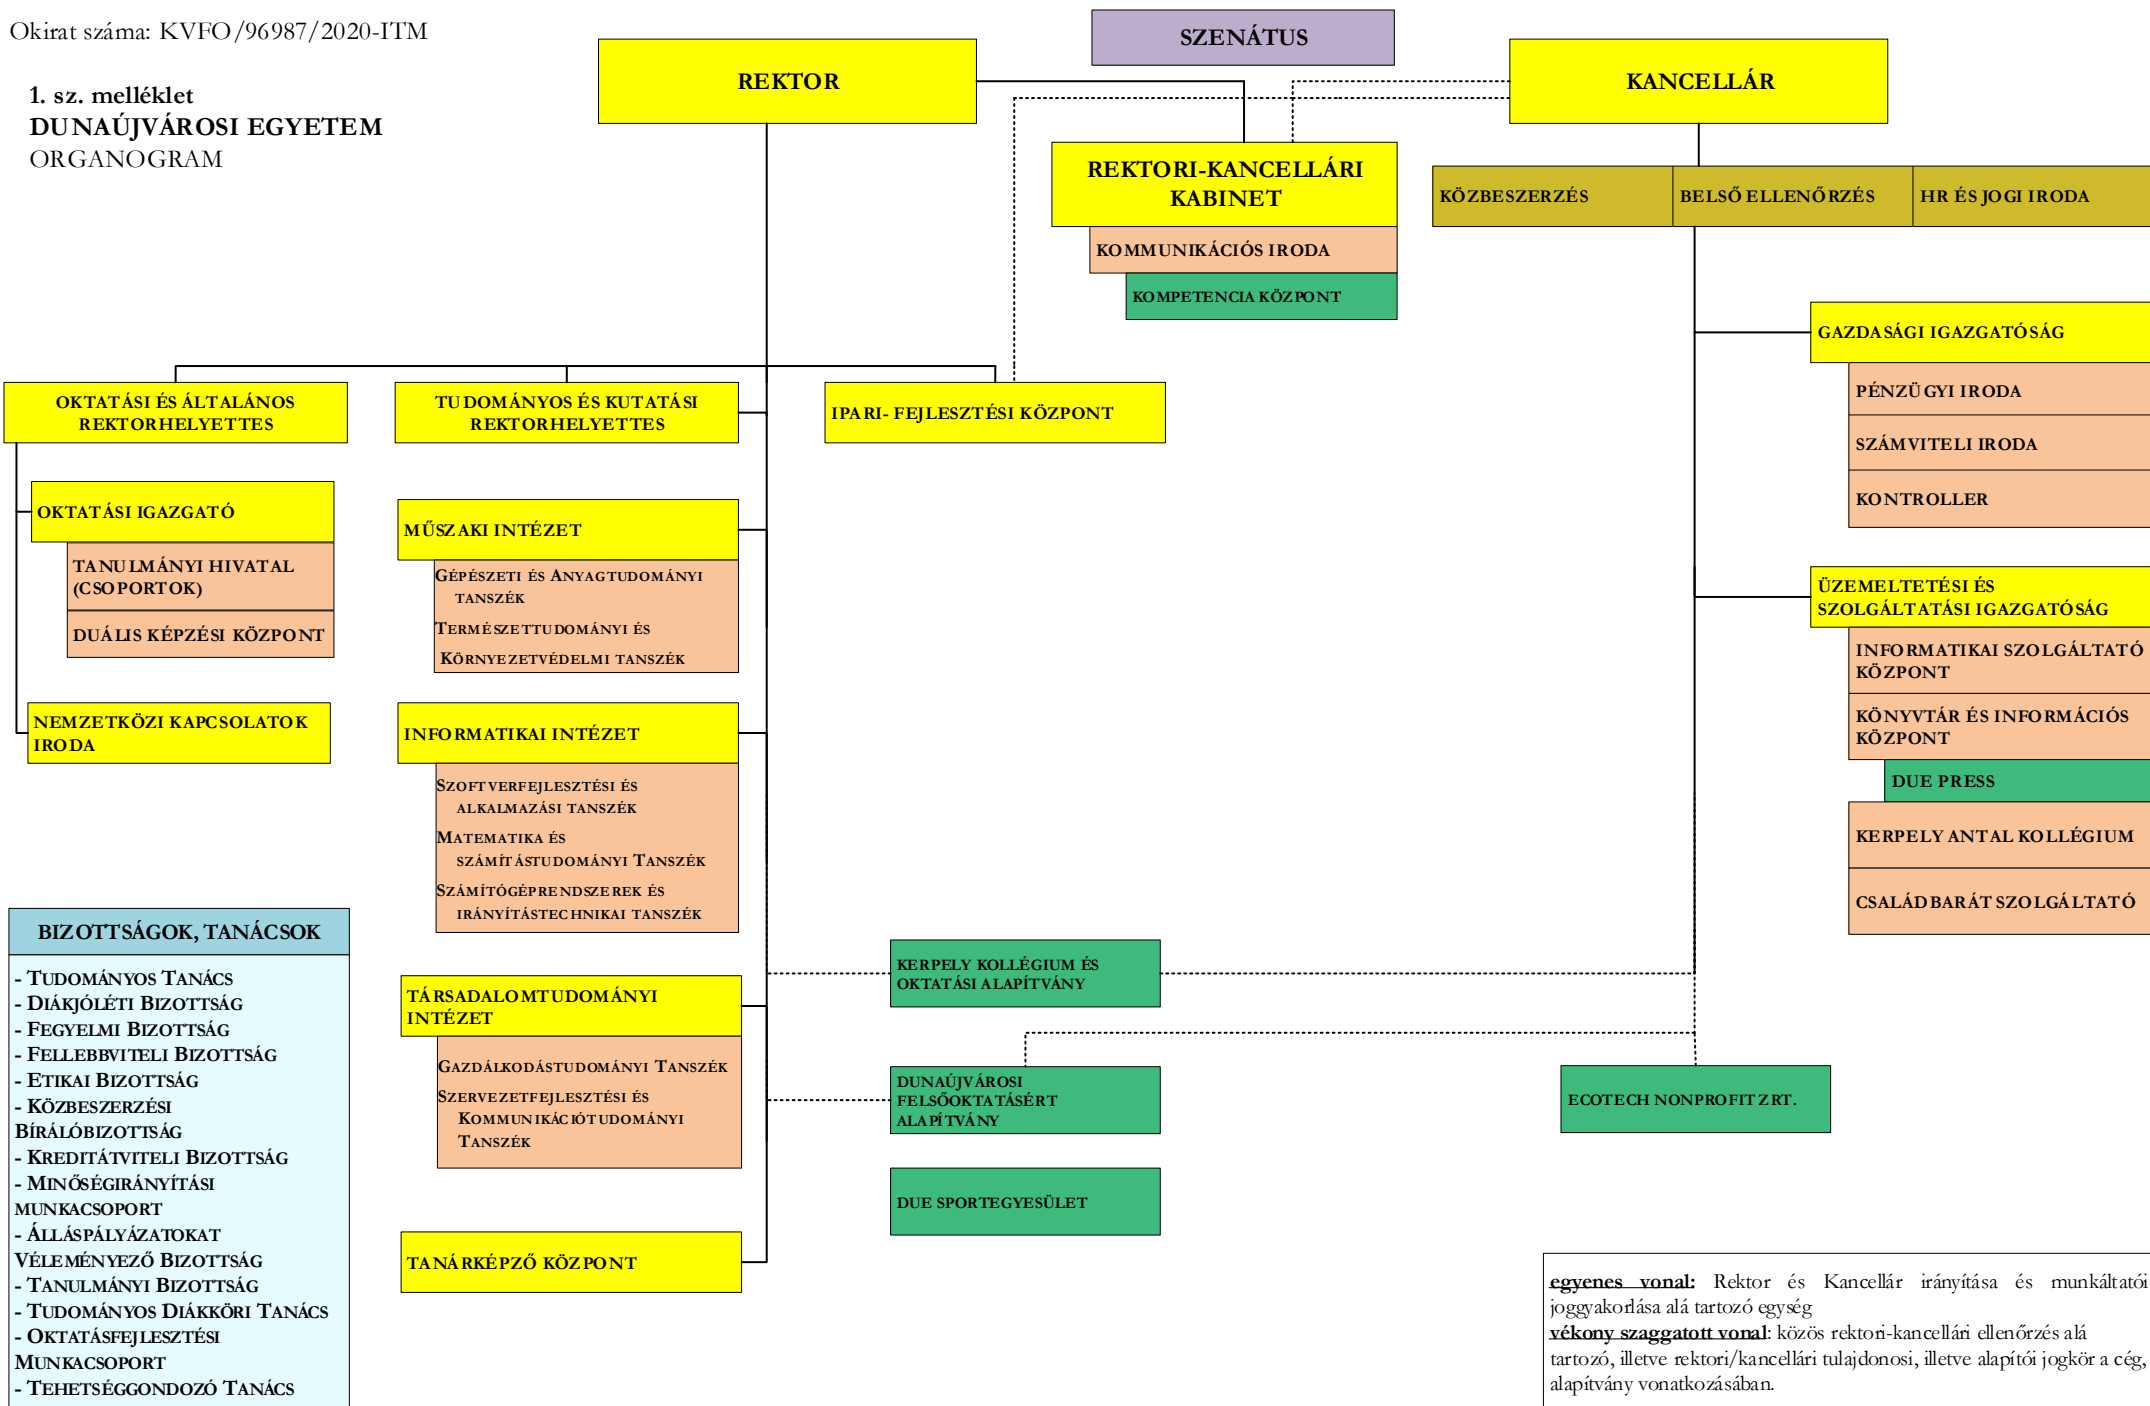 Okirat száma: KVFO/96987/2020-ITM
1. sz. melléklet
DUNAÚJVÁROSI EGYETEM
ORGANOGRAM
SZENÁTUS
REKTOR
KANCELLÁR
REKTORI-KANCELLÁRI
KABINET
KOMMUNIKÁCIÓS IRODA
KOMPETENCIA KÖZPONT
KÖZBESZERZÉS
BELSŐ ELLENŐRZÉS
HR ÉS JOGI IRODA
GAZDASÁGI IGAZGATÓSÁG
PÉNZÜGYI IRODA
SZÁMVITELI IRODA
KONTROLLER
OKTATÁSI ÉS ÁLTALÁNOS
REKTORHELYETTES
TUDOMÁNYOS ÉS KUTATÁSI
REKTORHELYETTES
IPARI- FEJLESZTÉSI KÖZPONT
OKTATÁSI IGAZGATÓ
TANULMÁNYI HIVATAL
(CSOPORTOK)
DUÁLIS KÉPZÉSI KÖZPONT
NEMZETKÖZI KAPCSOLATOK
IRODA
MŰSZAKI INTÉZET
GÉPÉSZETI ÉS ANYAGTUDOMÁNYI
TANSZÉK
TERMÉSZETTUDOMÁNYI ÉS
KÖRNYEZETVÉDELMI TANSZÉK
INFORMATIKAI INTÉZET
SZOFTVERFEJLESZTÉSI ÉS
ALKALMAZÁSI TANSZÉK
MATEMATIKA ÉS
SZÁMÍTÁSTUDOMÁNYI TANSZÉK
SZÁMÍTÓGÉPRENDSZEREK ÉS
IRÁNYÍTÁSTECHNIKAI TANSZÉK
TÁRSADALOMTUDOMÁNYI
INTÉZET
GAZDÁLKODÁSTUDOMÁNYI TANSZÉK
SZERVEZETFEJLESZTÉSI ÉS
KOMMUNIKÁCIÓTUDOMÁNYI
TANSZÉK
TANÁRKÉPZŐ KÖZPONT
ÜZEMELTETÉSI ÉS
SZOLGÁLTATÁSI IGAZGATÓSÁG
INFORMATIKAI SZOLGÁLTATÓ
KÖZPONT
KÖNYVTÁR ÉS INFORMÁCIÓS
KÖZPONT
DUE PRESS
KERPELY ANTAL KOLLÉGIUM
CSALÁDBARÁT SZOLGÁLTATÓ
KERPELY KOLLÉGIUM ÉS
OKTATÁSI ALAPÍTVÁNY
DUNAÚJVÁROSI
FELSŐOKTATÁSÉRT
ALAPÍTVÁNY
DUE SPORTEGYESÜLET
ECOTECH NONPROFIT ZRT.
BIZOTTSÁGOK, TANÁCSOK
- TUDOMÁNYOS TANÁCS
- DIÁKJÓLÉTI BIZOTTSÁG
- FEGYELMI BIZOTTSÁG
- FELLEBBVITELI BIZOTTSÁG
- ETIKAI BIZOTTSÁG
- KÖZBESZERZÉSI
BÍRÁLÓBIZOTTSÁG
- KREDITÁTVITELI BIZOTTSÁG
- MINŐSÉGIRÁNYÍTÁSI
MUNKACSOPORT
- ÁLLÁSPÁLYÁZATOKAT
VÉLEMÉNYEZŐ BIZOTTSÁG
- TANULMÁNYI BIZOTTSÁG
- TUDOMÁNYOS DIÁKKÖRI TANÁCS
- OKTATÁSFEJLESZTÉSI
MUNKACSOPORT
- TEHETSÉGGONDOZÓ TANÁCS
egyenes vonal: Rektor és Kancellár irányítása és munkáltatói
joggyakorlása alá tartozó egység
vékony szaggatott vonal: közös rektori-kancellári ellenőrzés alá
tartozó, illetve rektori/kancellári tulajdonosi, illetve alapítói jogkör a cég,
alapítvány vonatkozásában.